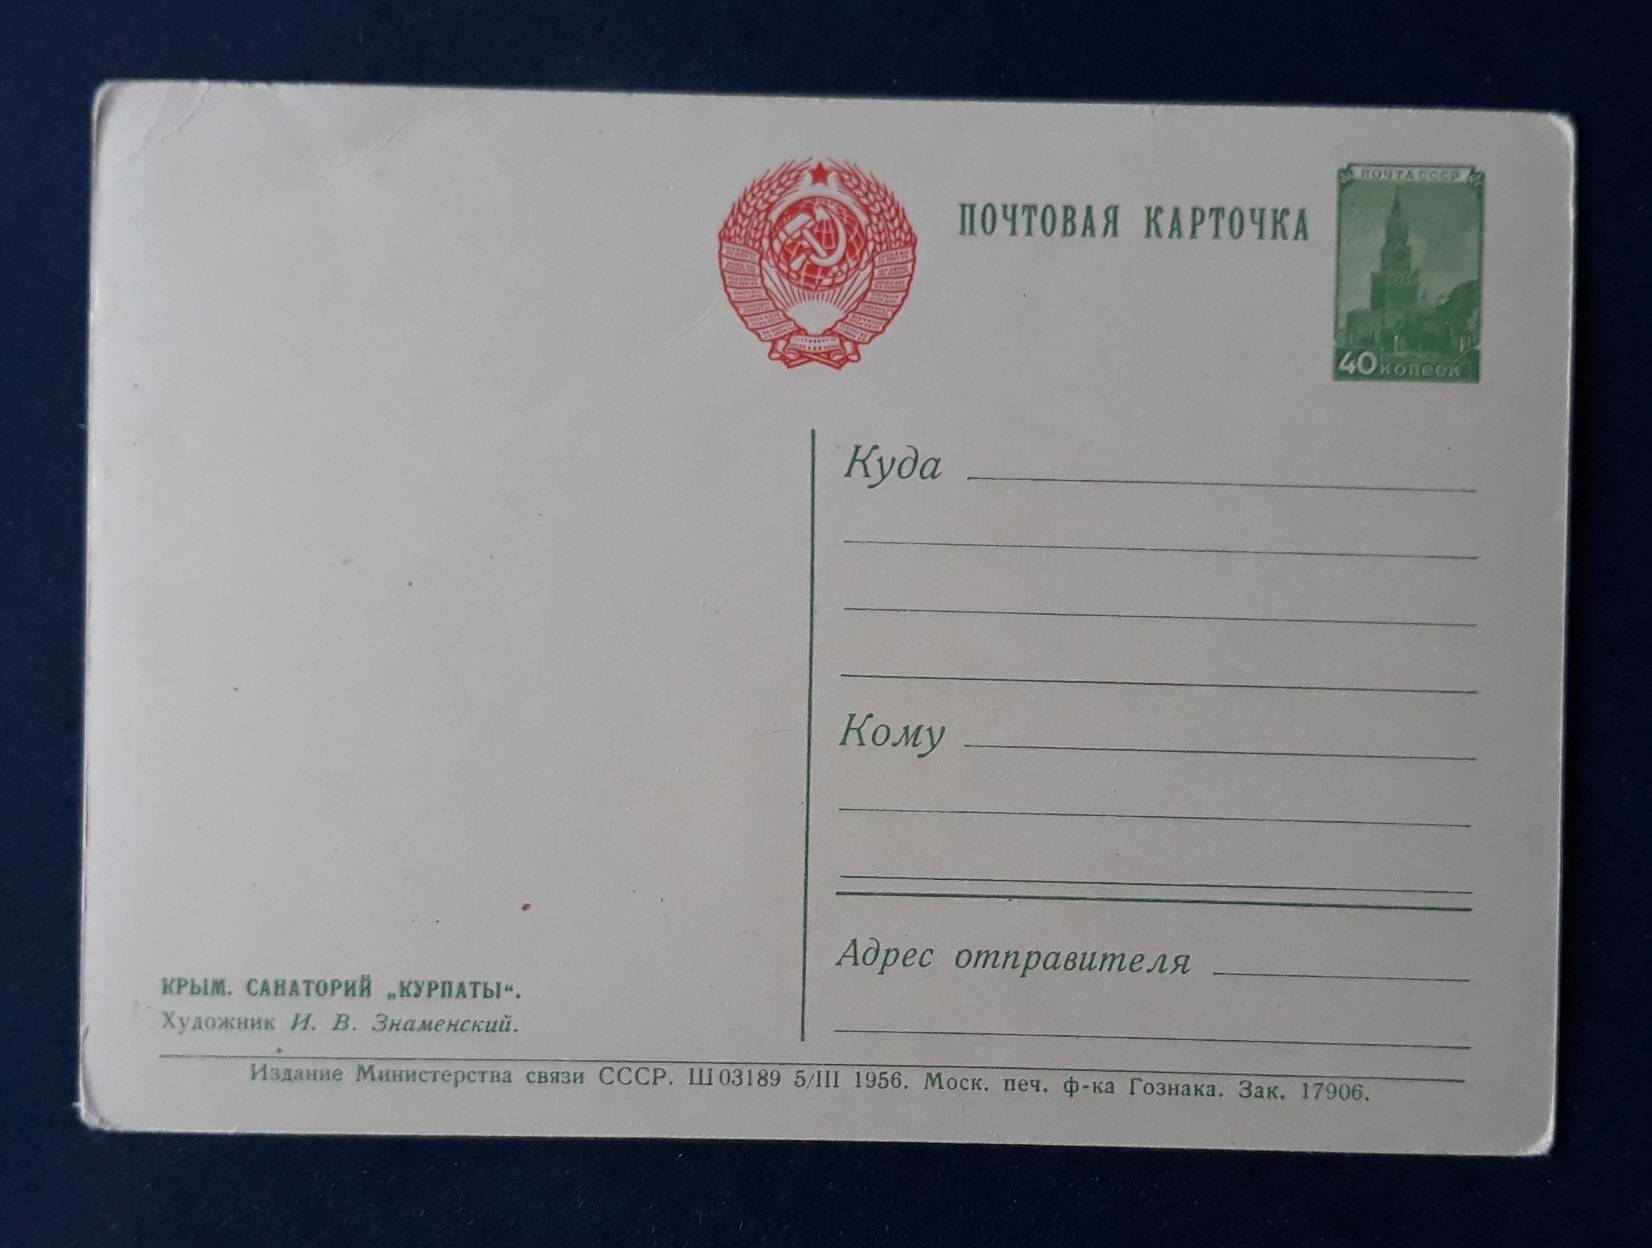 ПОЧТА СССР
ПОЧТОВАЯ КАРТОЧКА
40 КОПЕЕК
Куда
Кому
Адрес отправителя
КРЫМ. САНАТОРИЙ „КУРПАТЫ“.
Художник И. В. Знаменский.
Издание Министерства связи СССР. Ш 03189 5/III 1956. Моск. печ. ф-ка Гознака. Зак. 17906.